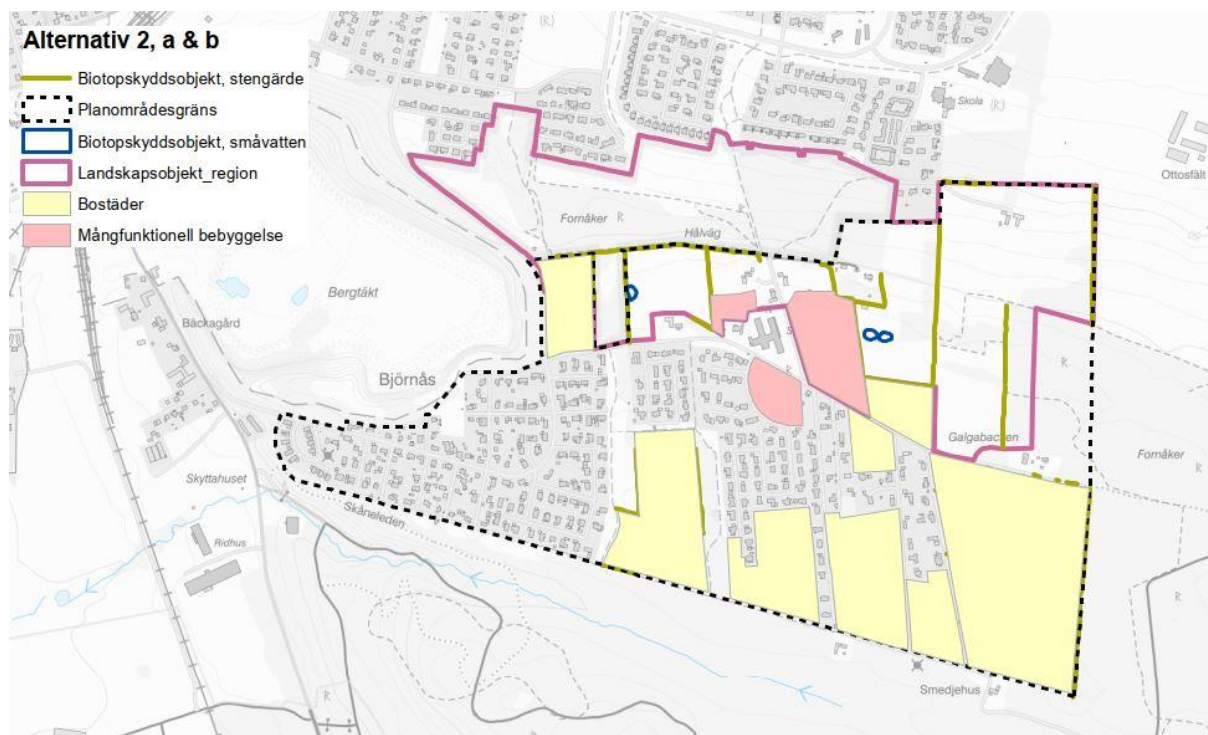 Alternativ 2, a & b
Biotopskyddsobjekt, stengärde
Planområdesgräns
Biotopskyddsobjekt, småvatten
Landskapsobjekt_region
Bostäder
Mångfunktionell bebyggelse
(R)
Skola
(R)
Ottosfält
Fornåker
R
Hålväg
Bergtäkt
Bäckagård
Björnås
R
R
Galgabacken
Fornåker
R
Skyttahuset
Skåneleden
Ridhus
R
R
Smedjehus